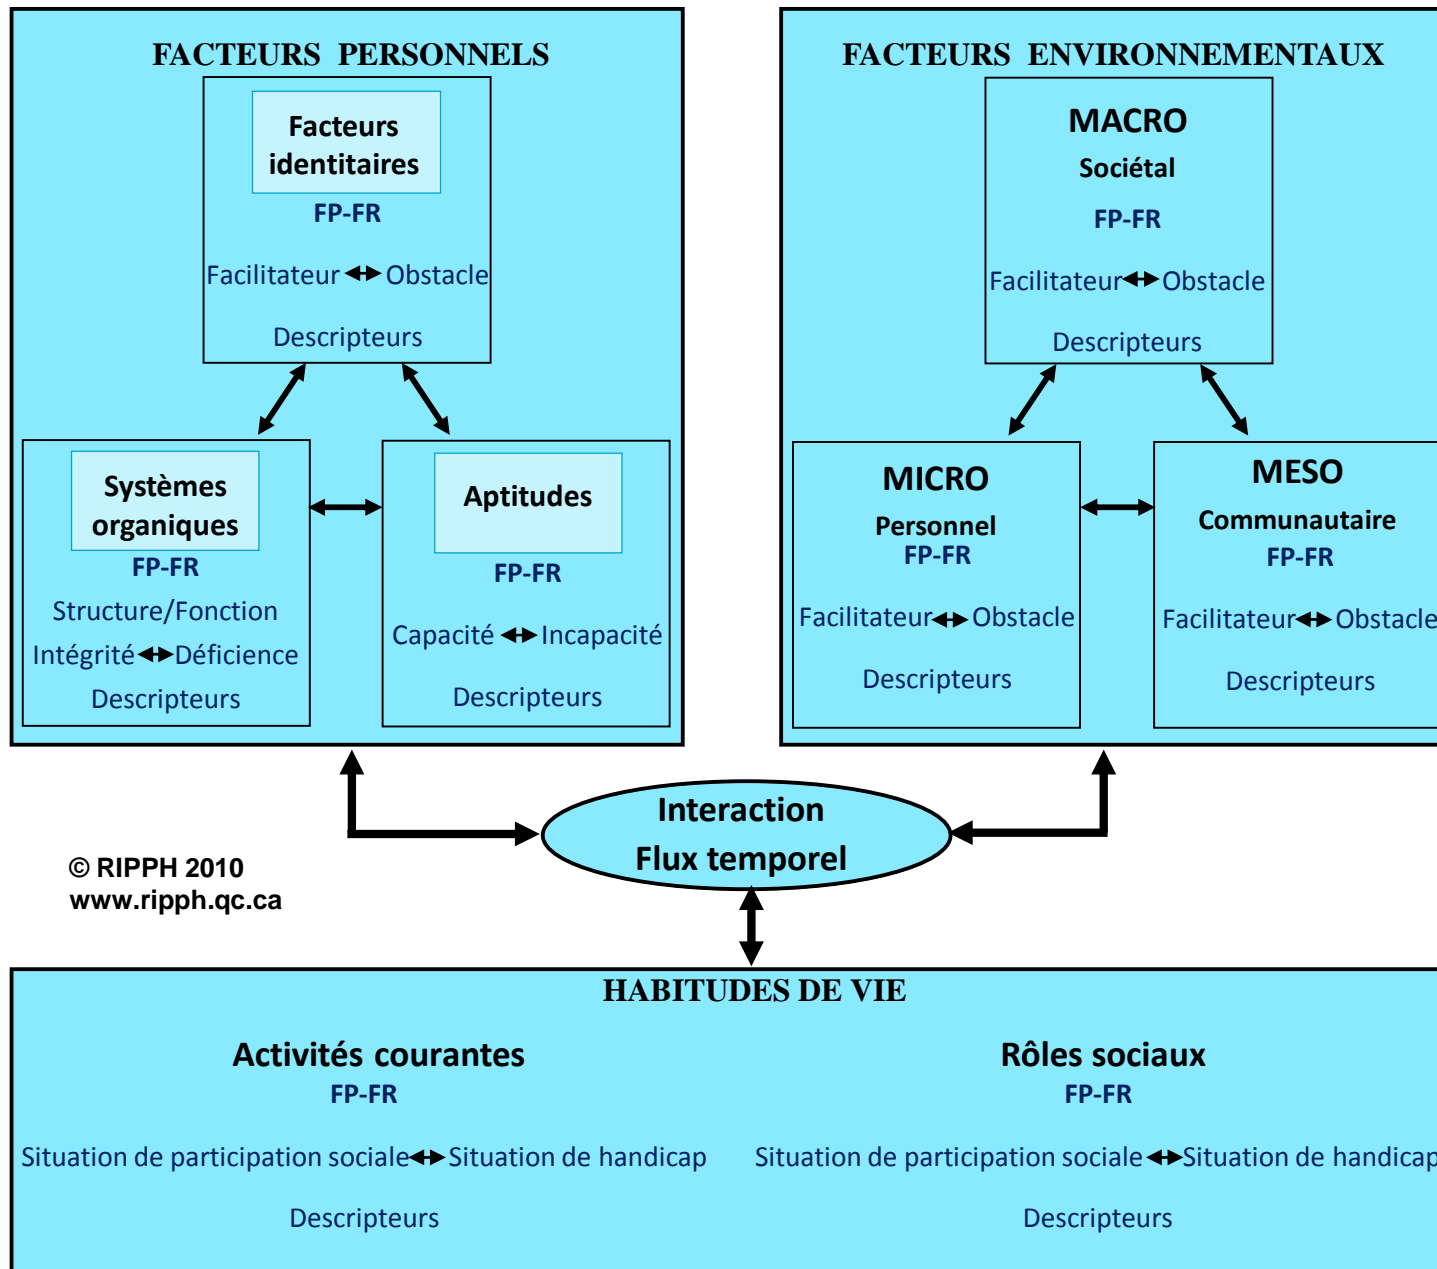 FACTEURS PERSONNELS
Facteurs
identitaires
FP-FR
Facilitateur Obstacle
Descripteurs
Systèmes
organiques
FP-FR
Structure/Fonction
Intégrité Déficience
Descripteurs
Aptitudes
FP-FR
Capacité Incapacité
Descripteurs
FACTEURS ENVIRONNEMENTAUX
MACRO
Sociétal
FP-FR
Facilitateur Obstacle
Descripteurs
MICRO
Personnel
FP-FR
Facilitateur Obstacle
Descripteurs
MESO
Communautaire
FP-FR
Facilitateur Obstacle
Descripteurs
Interaction
Flux temporel
© RIPPH 2010
www.ripph.qc.ca
HABITUDES DE VIE
Activités courantes
FP-FR
Situation de participation sociale Situation de handicap
Descripteurs
Rôles sociaux
FP-FR
Situation de participation sociale Situation de handicap
Descripteurs